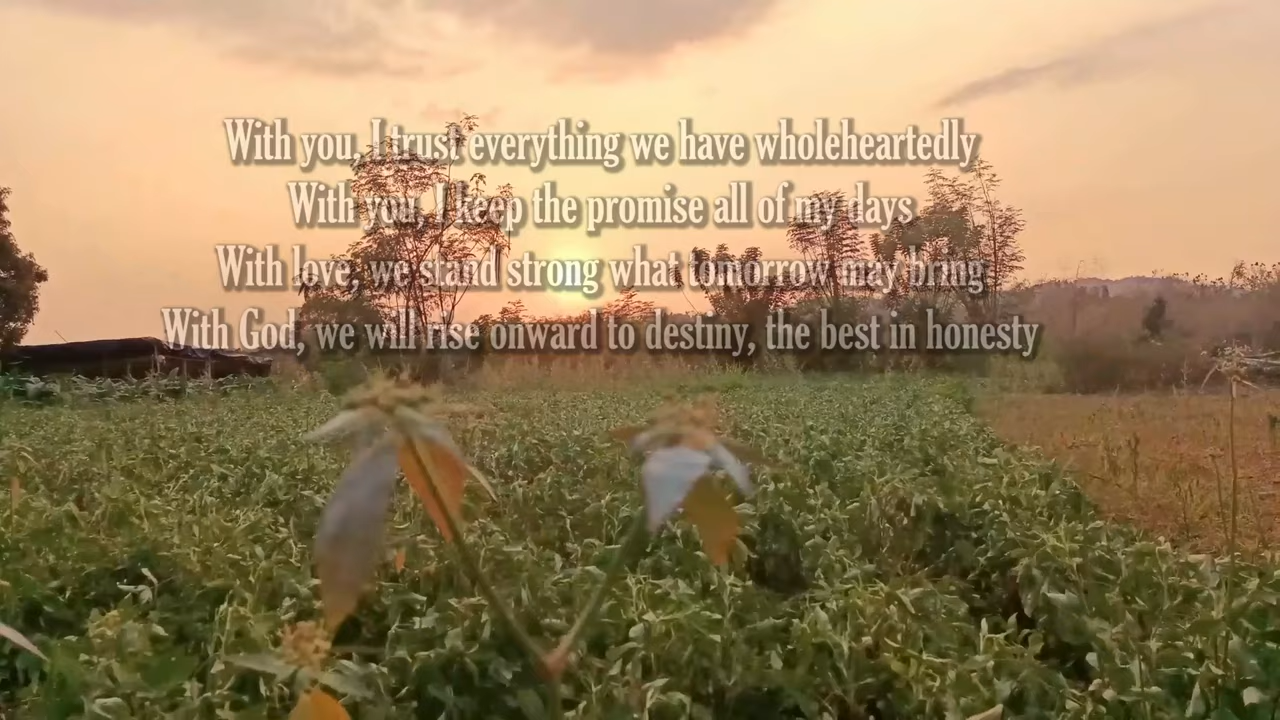 With you, I trust everything we have wholeheartedly
With you, I keep the promise all of my days
With love, we stand strong what tomorrow may bring
With God, we will rise onward to destiny, the best in honesty